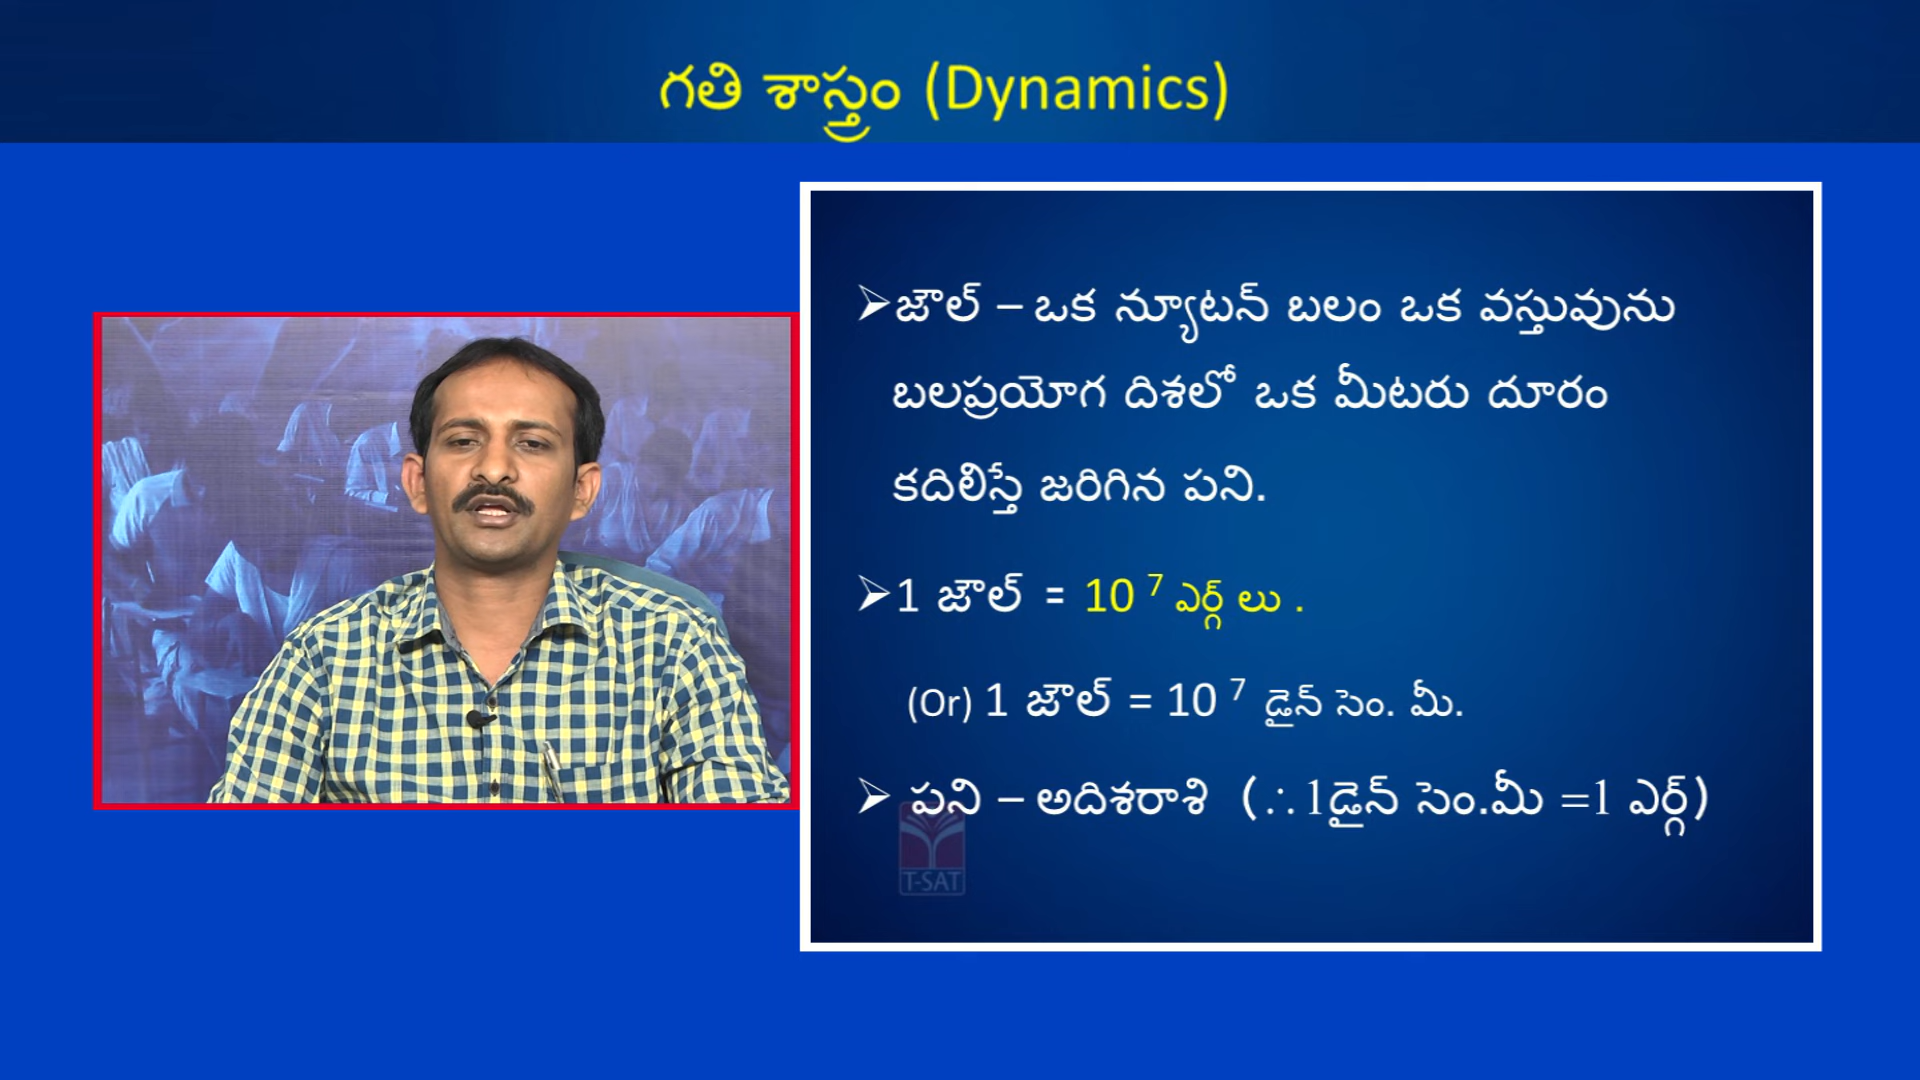 గతి శాస్త్రం (Dynamics)
➢జౌల్ – ఒక న్యూటన్ బలం ఒక వస్తువును
బలప్రయోగ దిశలో ఒక మీటరు దూరం
కదిలిస్తే జరిగిన పని.
➢1 జౌల్ = 10 ⁷ ఎర్గ్ లు .
(Or) 1 జౌల్ = 10 ⁷ డైన్ సెం. మీ.
➢ పని – అదిశరాశి (∴1డైన్ సెం.మీ =1 ఎర్గ్)
T-SAT